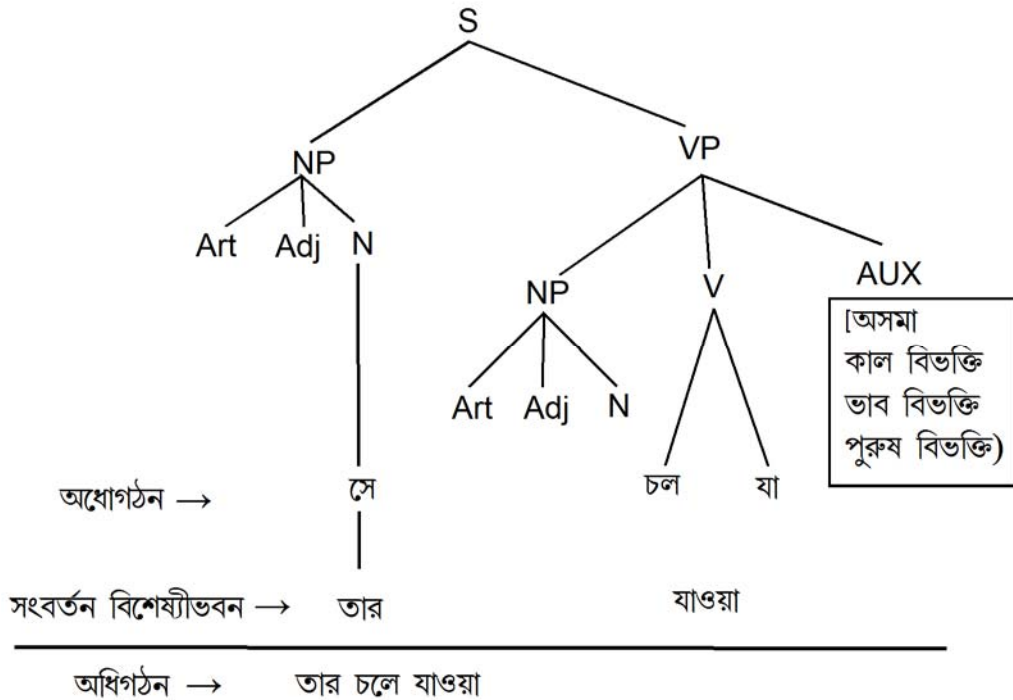 S
NP VP
Art Adj N
NP V AUX
[অসমা
কাল বিভক্তি
ভাব বিভক্তি
পুরুষ বিভক্তি)
Art Adj N
অধোগঠন → সে চল যা
সংবর্তন বিশেষ্যীভবন → তার যাওয়া
অধিগঠন → তার চলে যাওয়া